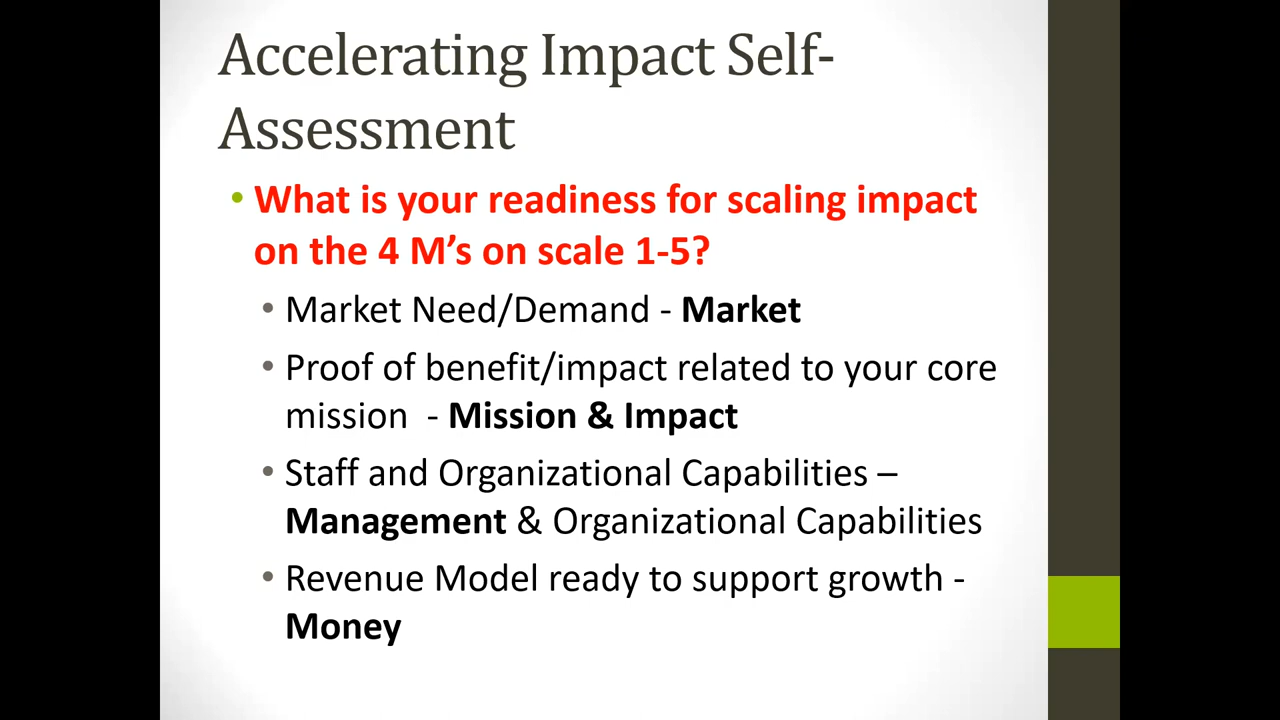 Accelerating Impact Self-
Assessment
• What is your readiness for scaling impact
on the 4 M’s on scale 1-5?
• Market Need/Demand - Market
• Proof of benefit/impact related to your core
mission  - Mission & Impact
• Staff and Organizational Capabilities –
Management & Organizational Capabilities
• Revenue Model ready to support growth -
Money